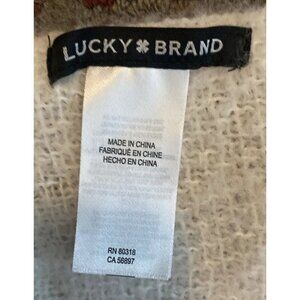 LUCKY BRAND
MADE IN CHINA
FABRIQUÉ EN CHINE
HECHO EN CHINA
RN 80318
CA 56897